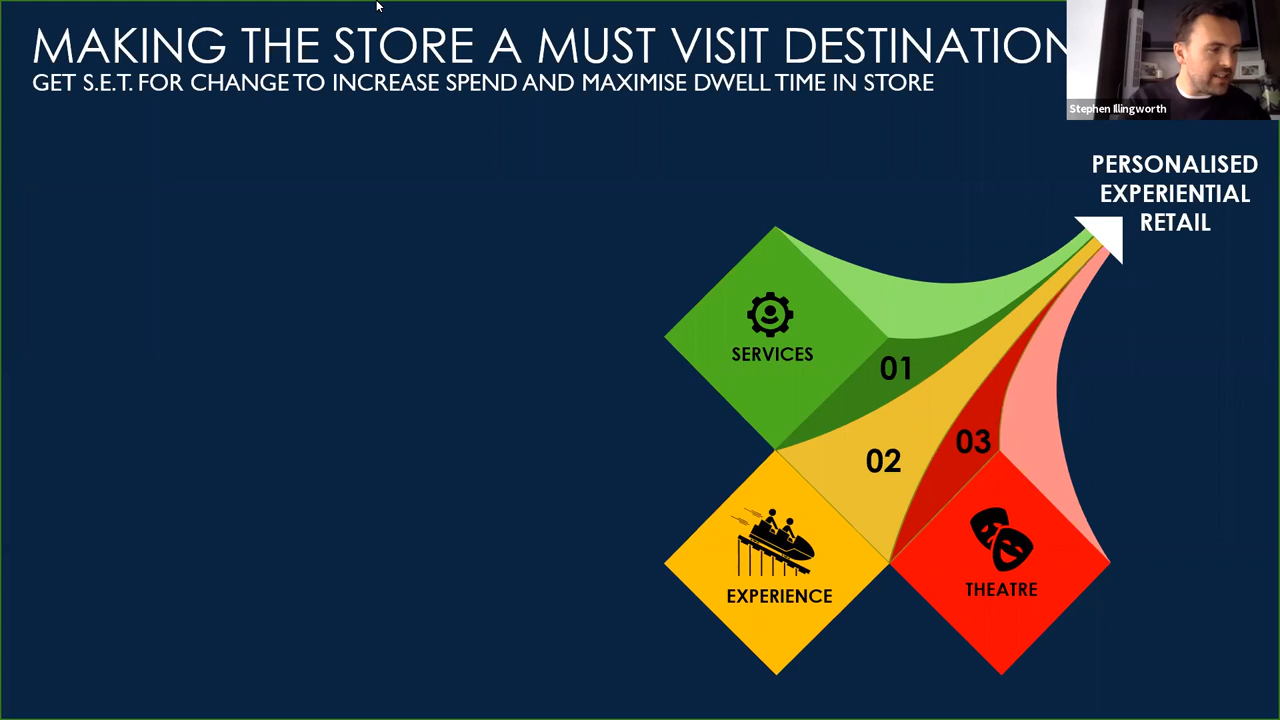 MAKING THE STORE A MUST VISIT DESTINATION
GET S.E.T. FOR CHANGE TO INCREASE SPEND AND MAXIMISE DWELL TIME IN STORE
Stephen Illingworth
PERSONALISED
EXPERIENTIAL
RETAIL
SERVICES
01
02
03
EXPERIENCE
THEATRE